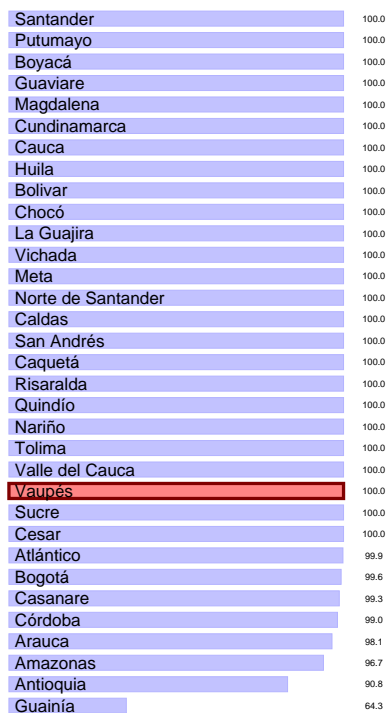 Santander 100.0
Putumayo 100.0
Boyacá 100.0
Guaviare 100.0
Magdalena 100.0
Cundinamarca 100.0
Cauca 100.0
Huila 100.0
Bolivar 100.0
Chocó 100.0
La Guajira 100.0
Vichada 100.0
Meta 100.0
Norte de Santander 100.0
Caldas 100.0
San Andrés 100.0
Caquetá 100.0
Risaralda 100.0
Quindío 100.0
Nariño 100.0
Tolima 100.0
Valle del Cauca 100.0
Vaupés 100.0
Sucre 100.0
Cesar 100.0
Atlántico 99.9
Bogotá 99.6
Casanare 99.3
Córdoba 99.0
Arauca 98.1
Amazonas 96.7
Antioquia 90.8
Guainía 64.3